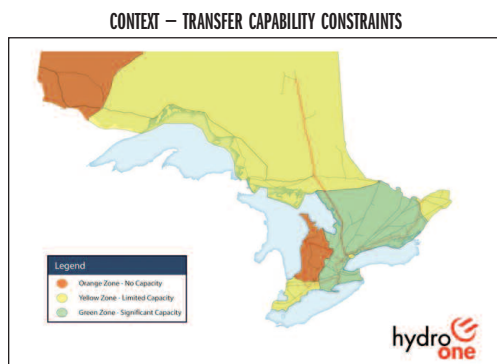 CONTEXT – TRANSFER CAPABILITY CONSTRAINTS
Legend
Orange Zone - No Capacity
Yellow Zone - Limited Capacity
Green Zone - Significant Capacity
hydro
one